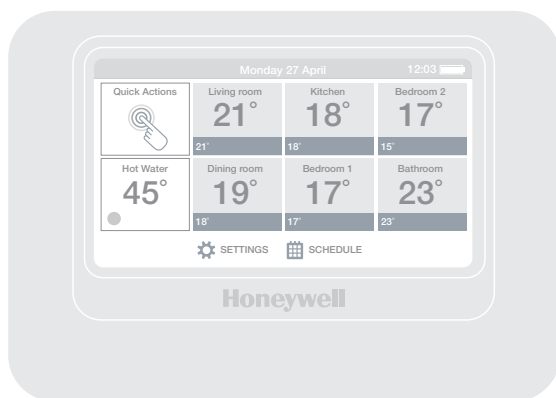 Monday 27 April 12:03
Quick Actions
Living room
21°
21°
Kitchen
18°
18°
Bedroom 2
17°
15°
Hot Water
45°
Dining room
19°
18°
Bedroom 1
17°
17°
Bathroom
23°
23°
SETTINGS
SCHEDULE
Honeywell